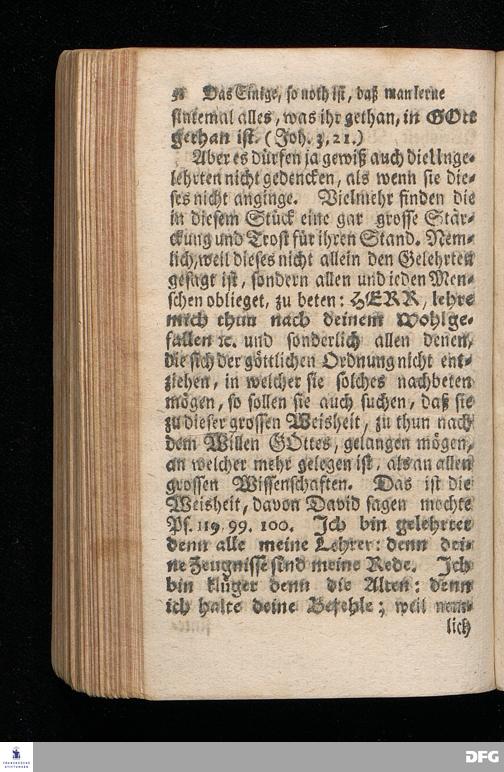 Das Einige, so noth ist, daß man lerne
sintemal alles, was ihr gethan, in GOtt
gethan ist. (Joh. 3, 21.)
Aber es dürfen ja gewiß auch die Unge-
lehrten nicht gedencken, als wenn sie die-
ses nicht anginge. Vielmehr finden die
in diesem Stück eine gar grosse Stär-
ckung und Trost für ihren Stand. Nem-
lich, weil dieses nicht allein den Gelehrten
gesagt ist, sondern allen und ieden Men-
schen oblieget, zu beten: HERR, lehre
mich thun nach deinem Wohlge-
fallen ꝛc. und sonderlich allen denen,
die sich der göttlichen Ordnung nicht ent-
ziehen, in welcher sie solches nachbeten
mögen, so sollen sie auch suchen, daß sie
zu dieser grossen Weisheit, zu thun nach
dem Willen GOttes, gelangen mögen,
an welcher mehr gelegen ist, als an allen
grossen Wissenschaften. Das ist die
Weisheit, davon David sagen mochte
Ps. 119, 99. 100. Ich bin gelehrter
denn alle meine Lehrer: denn dei-
ne Zeugnisse sind meine Rede. Ich
bin klüger denn die Alten: denn
ich halte deine Befehle; weil nem-
lich
FRANCKESCHE
STIFTUNGEN
DFG